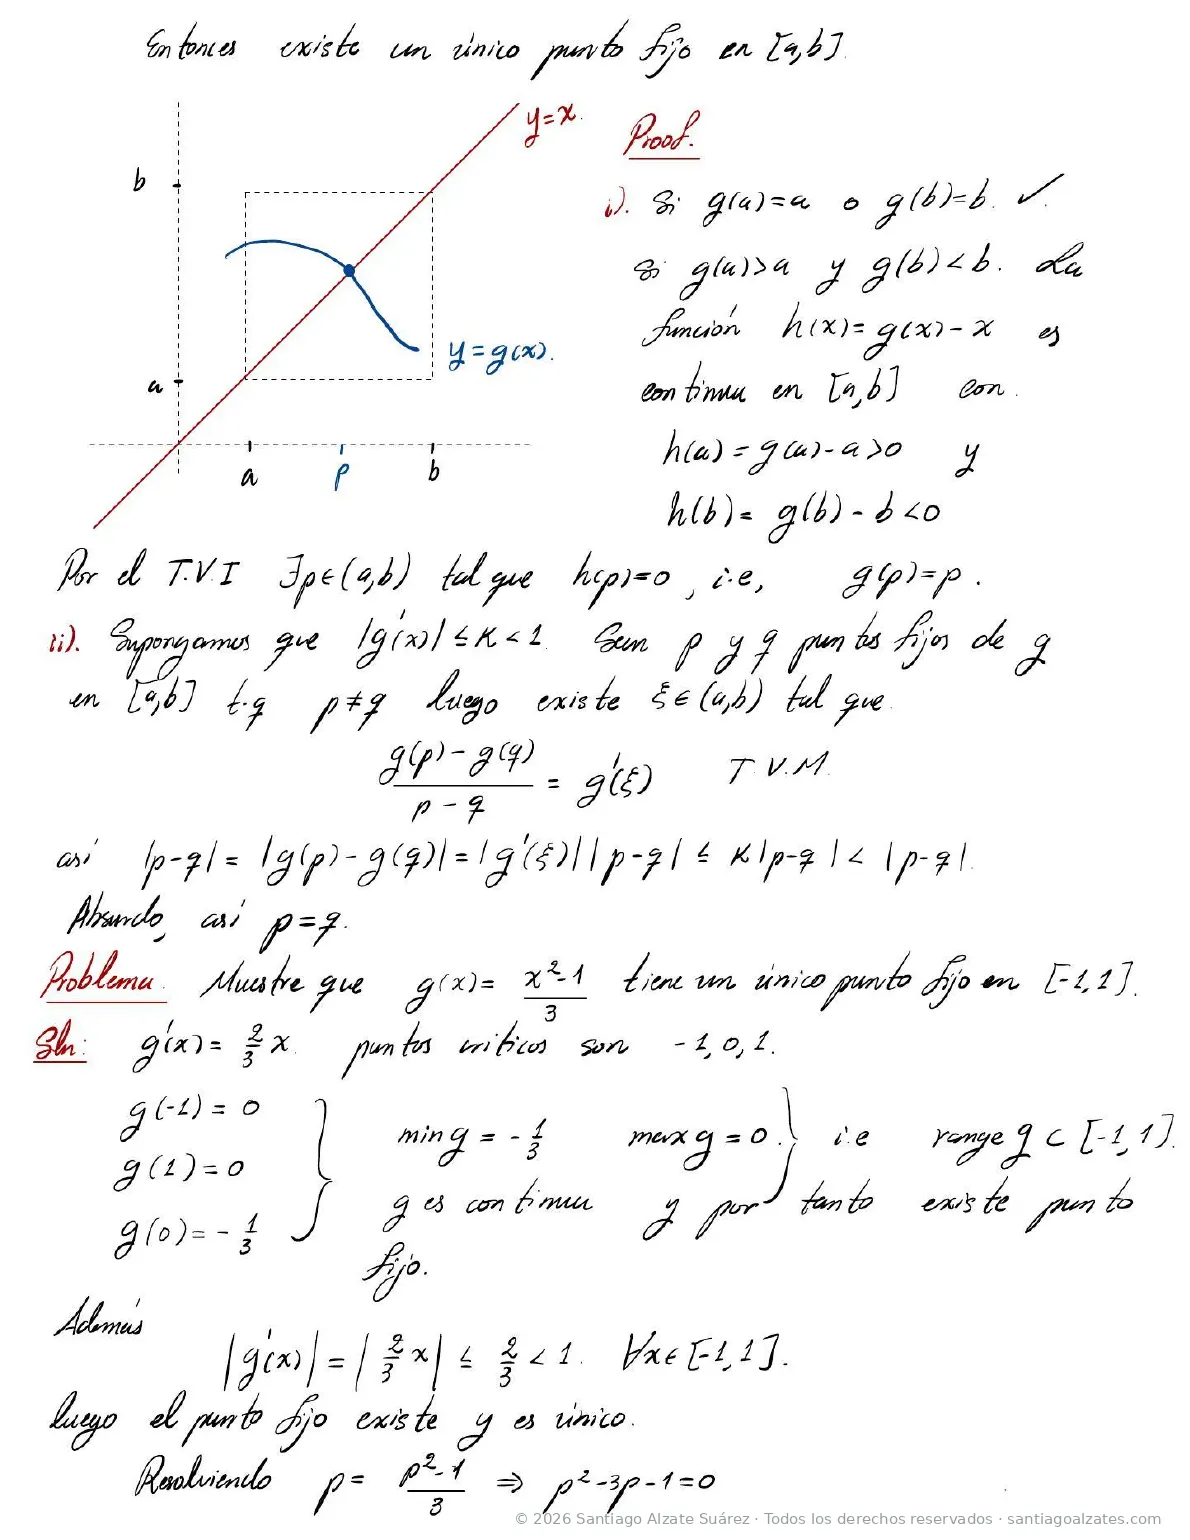 Entonces existe un único punto fijo en [a,b].
y=x.
b
a
y=g(x).
a p b
Proof.
i). Si g(a)=a o g(b)=b. ✓.
Si g(a)>a y g(b)<b. La
función h(x)=g(x)-x es
continua en [a,b] con.
h(a)=g(a)-a>0 y
h(b)= g(b)-b<0
Por el T.V.I ∃p∈(a,b) tal que h(p)=0, i.e, g(p)=p.
ii). Supongamos que |g'(x)| ≤ K < 1. Sean p y q puntos fijos de g
en [a,b] t.q p≠q luego existe ξ∈(a,b) tal que.
(g(p)-g(q))/(p-q) = g'(ξ) T.V.M.
así |p-q| = |g(p)-g(q)| = |g'(ξ)||p-q| ≤ K|p-q| < |p-q|.
Absurdo, así p=q.
Problema. Muestre que g(x)= (x²-1)/3 tiene un único punto fijo en [-1,1].
Sln: g'(x)= 2/3 x. puntos criticos son -1, 0, 1.
g(-1)=0
g(1)=0
g(0)=-1/3
min g = -1/3 max g = 0. i.e range g ⊂ [-1,1].
g es continua y por tanto existe punto
fijo.
Además
|g'(x)| = |2/3 x| ≤ 2/3 < 1. ∀x∈[-1,1].
luego el punto fijo existe y es único.
Resolviendo p= (p²-1)/3 ⇒ p²-3p-1=0
© 2026 Santiago Alzate Suárez · Todos los derechos reservados · santiagoalzates.com